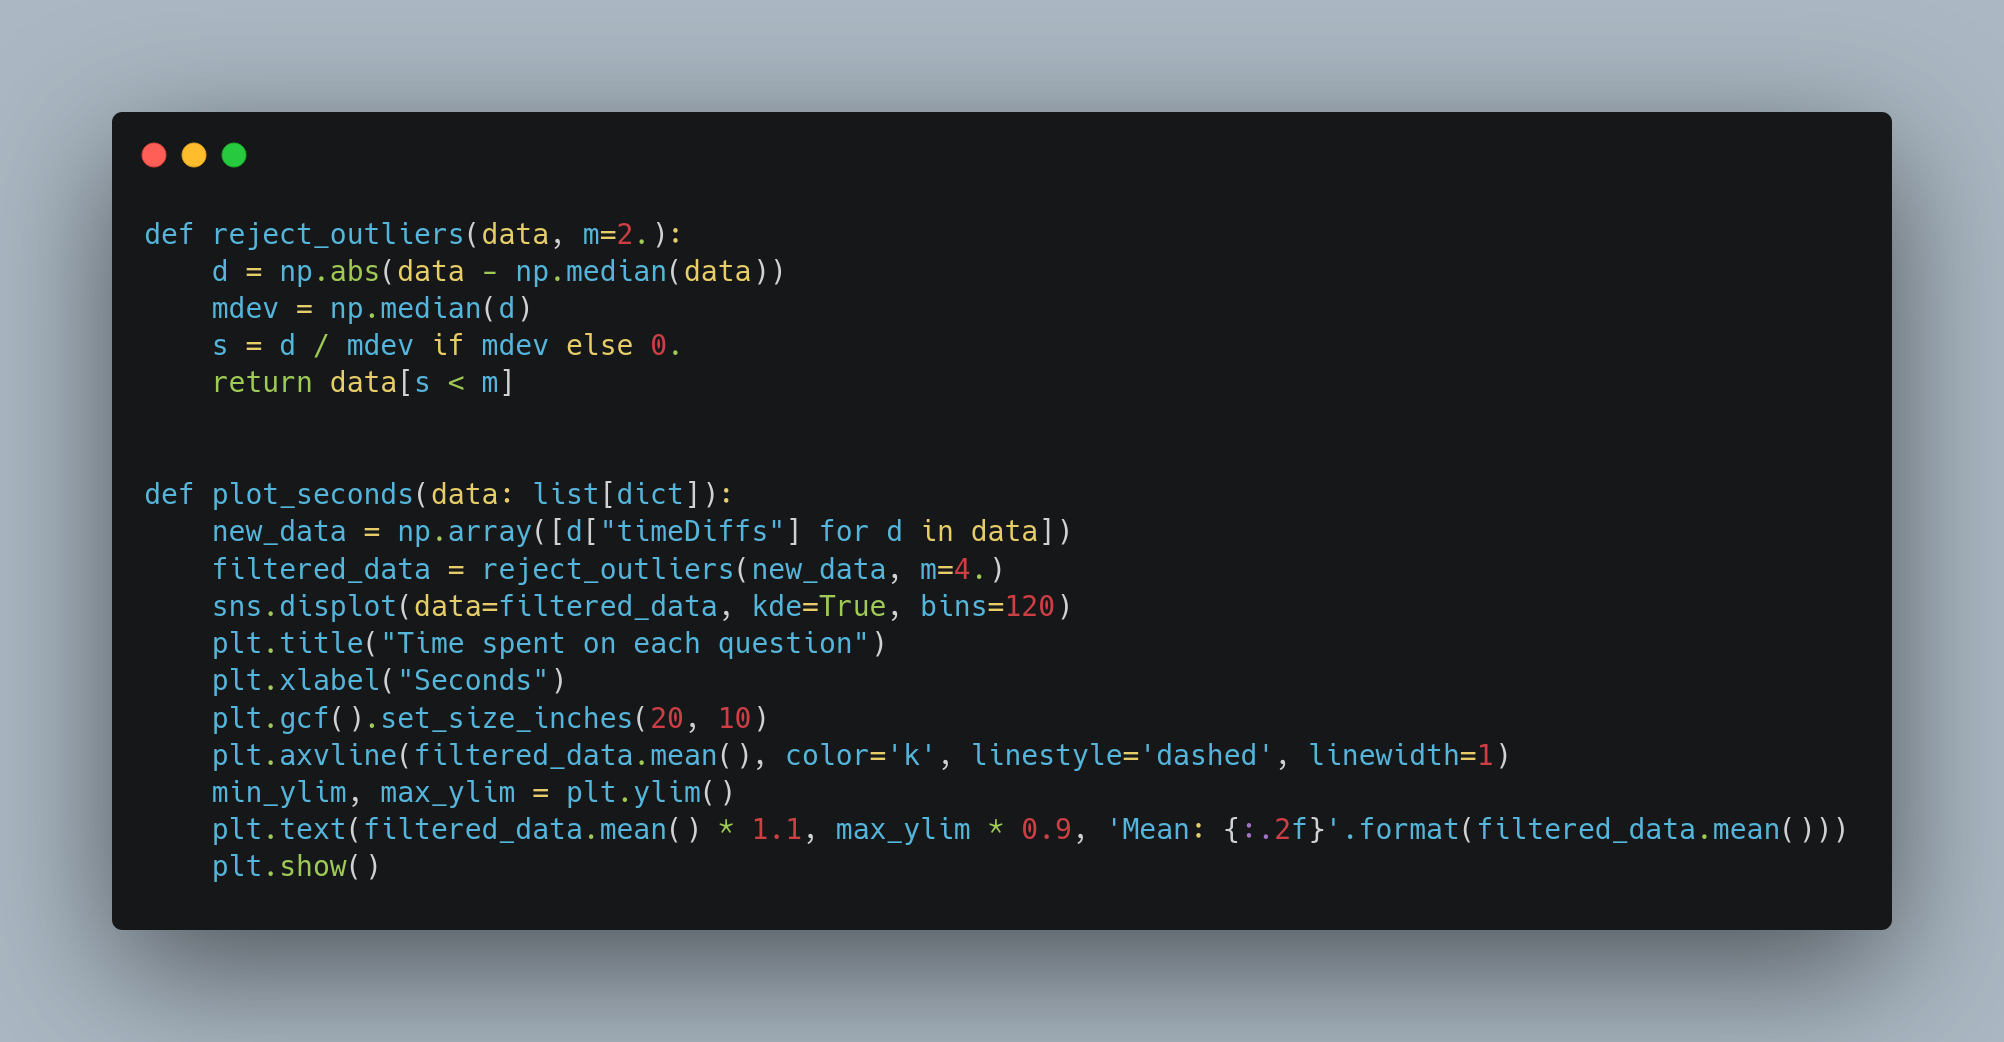 def reject_outliers(data, m=2.):
    d = np.abs(data - np.median(data))
    mdev = np.median(d)
    s = d / mdev if mdev else 0.
    return data[s < m]
def plot_seconds(data: list[dict]):
    new_data = np.array([d["timeDiffs"] for d in data])
    filtered_data = reject_outliers(new_data, m=4.)
    sns.displot(data=filtered_data, kde=True, bins=120)
    plt.title("Time spent on each question")
    plt.xlabel("Seconds")
    plt.gcf().set_size_inches(20, 10)
    plt.axvline(filtered_data.mean(), color='k', linestyle='dashed', linewidth=1)
    min_ylim, max_ylim = plt.ylim()
    plt.text(filtered_data.mean() * 1.1, max_ylim * 0.9, 'Mean: {:.2f}'.format(filtered_data.mean()))
    plt.show()